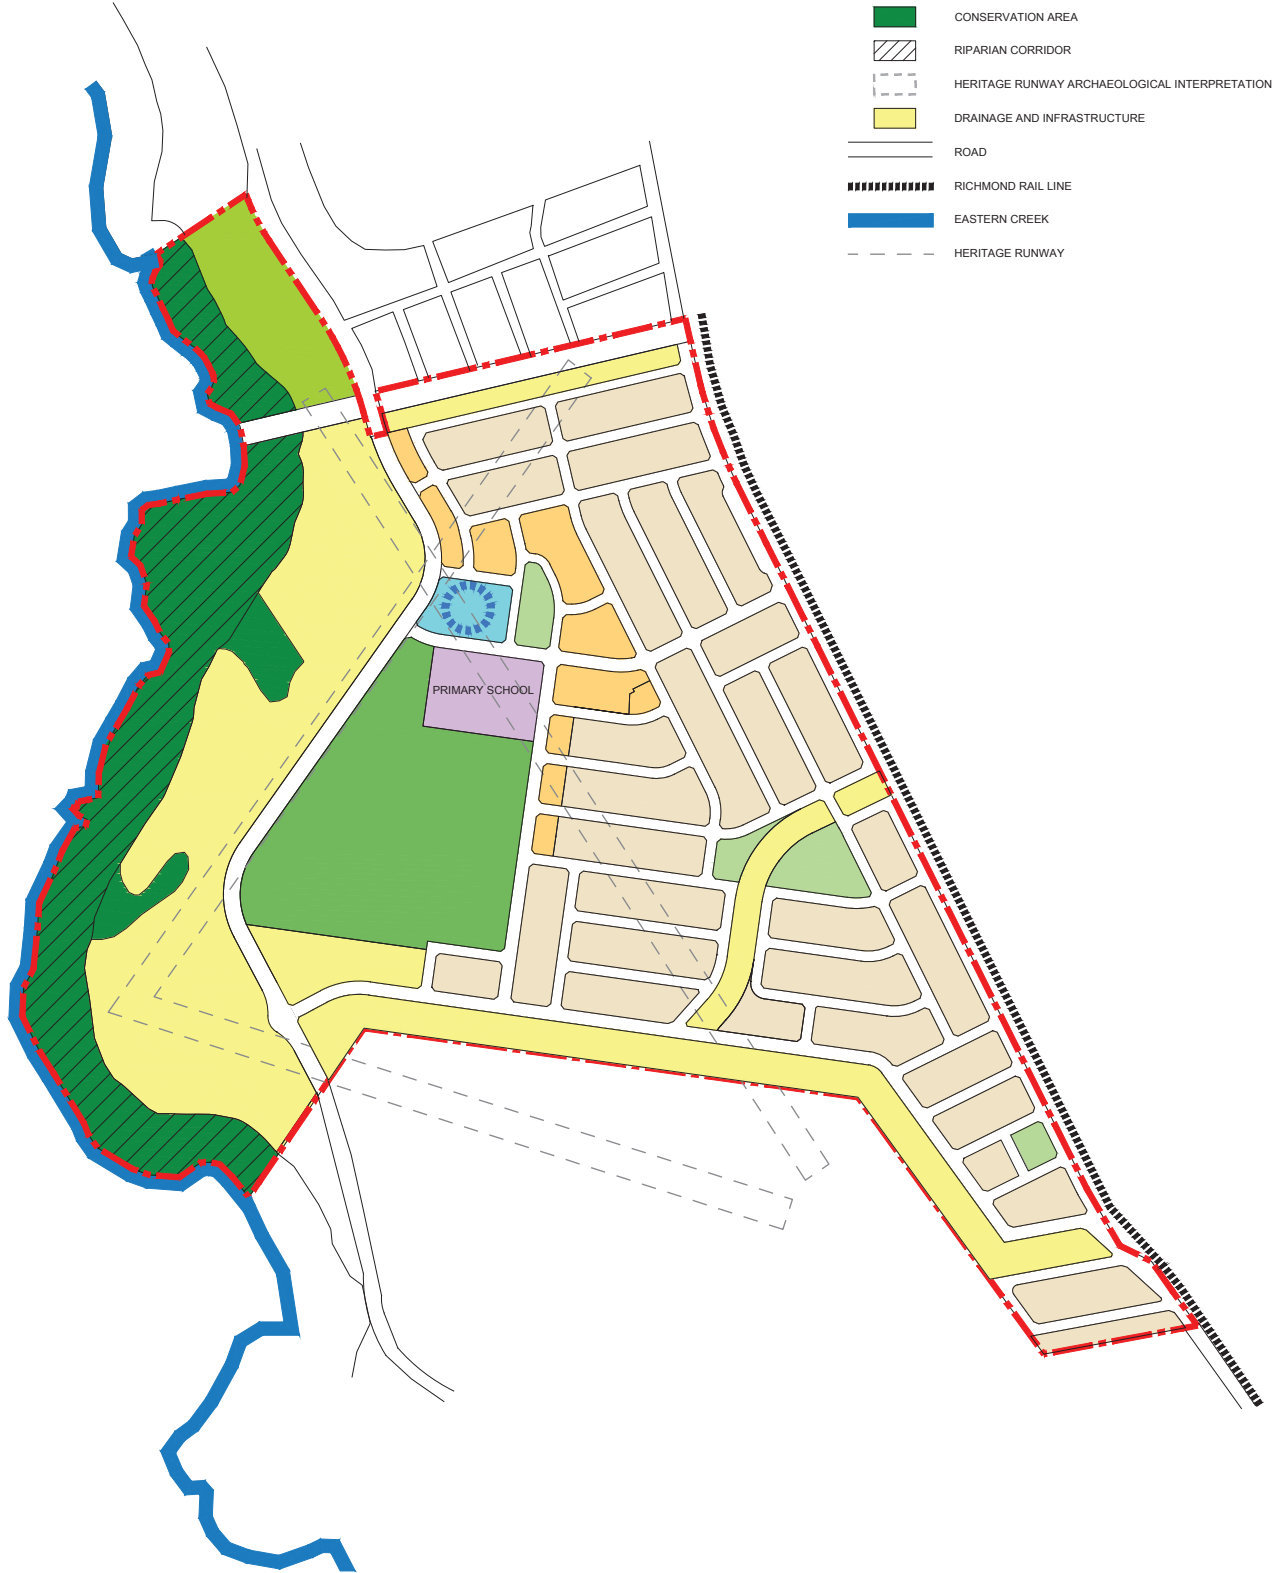 CONSERVATION AREA
RIPARIAN CORRIDOR
HERITAGE RUNWAY ARCHAEOLOGICAL INTERPRETATION
DRAINAGE AND INFRASTRUCTURE
ROAD
RICHMOND RAIL LINE
EASTERN CREEK
HERITAGE RUNWAY
PRIMARY SCHOOL